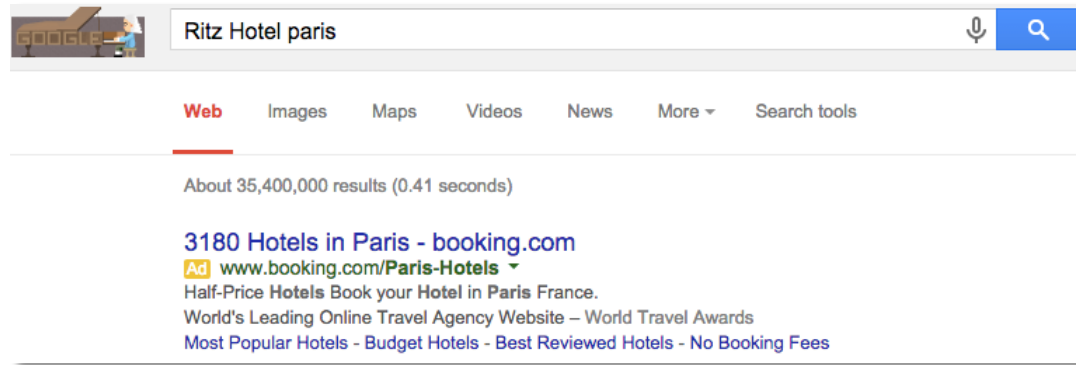 GOOGLE
Ritz Hotel paris
Web Images Maps Videos News More Search tools
About 35,400,000 results (0.41 seconds)
3180 Hotels in Paris - booking.com
Ad www.booking.com/Paris-Hotels
Half-Price Hotels Book your Hotel in Paris France.
World's Leading Online Travel Agency Website – World Travel Awards
Most Popular Hotels - Budget Hotels - Best Reviewed Hotels - No Booking Fees